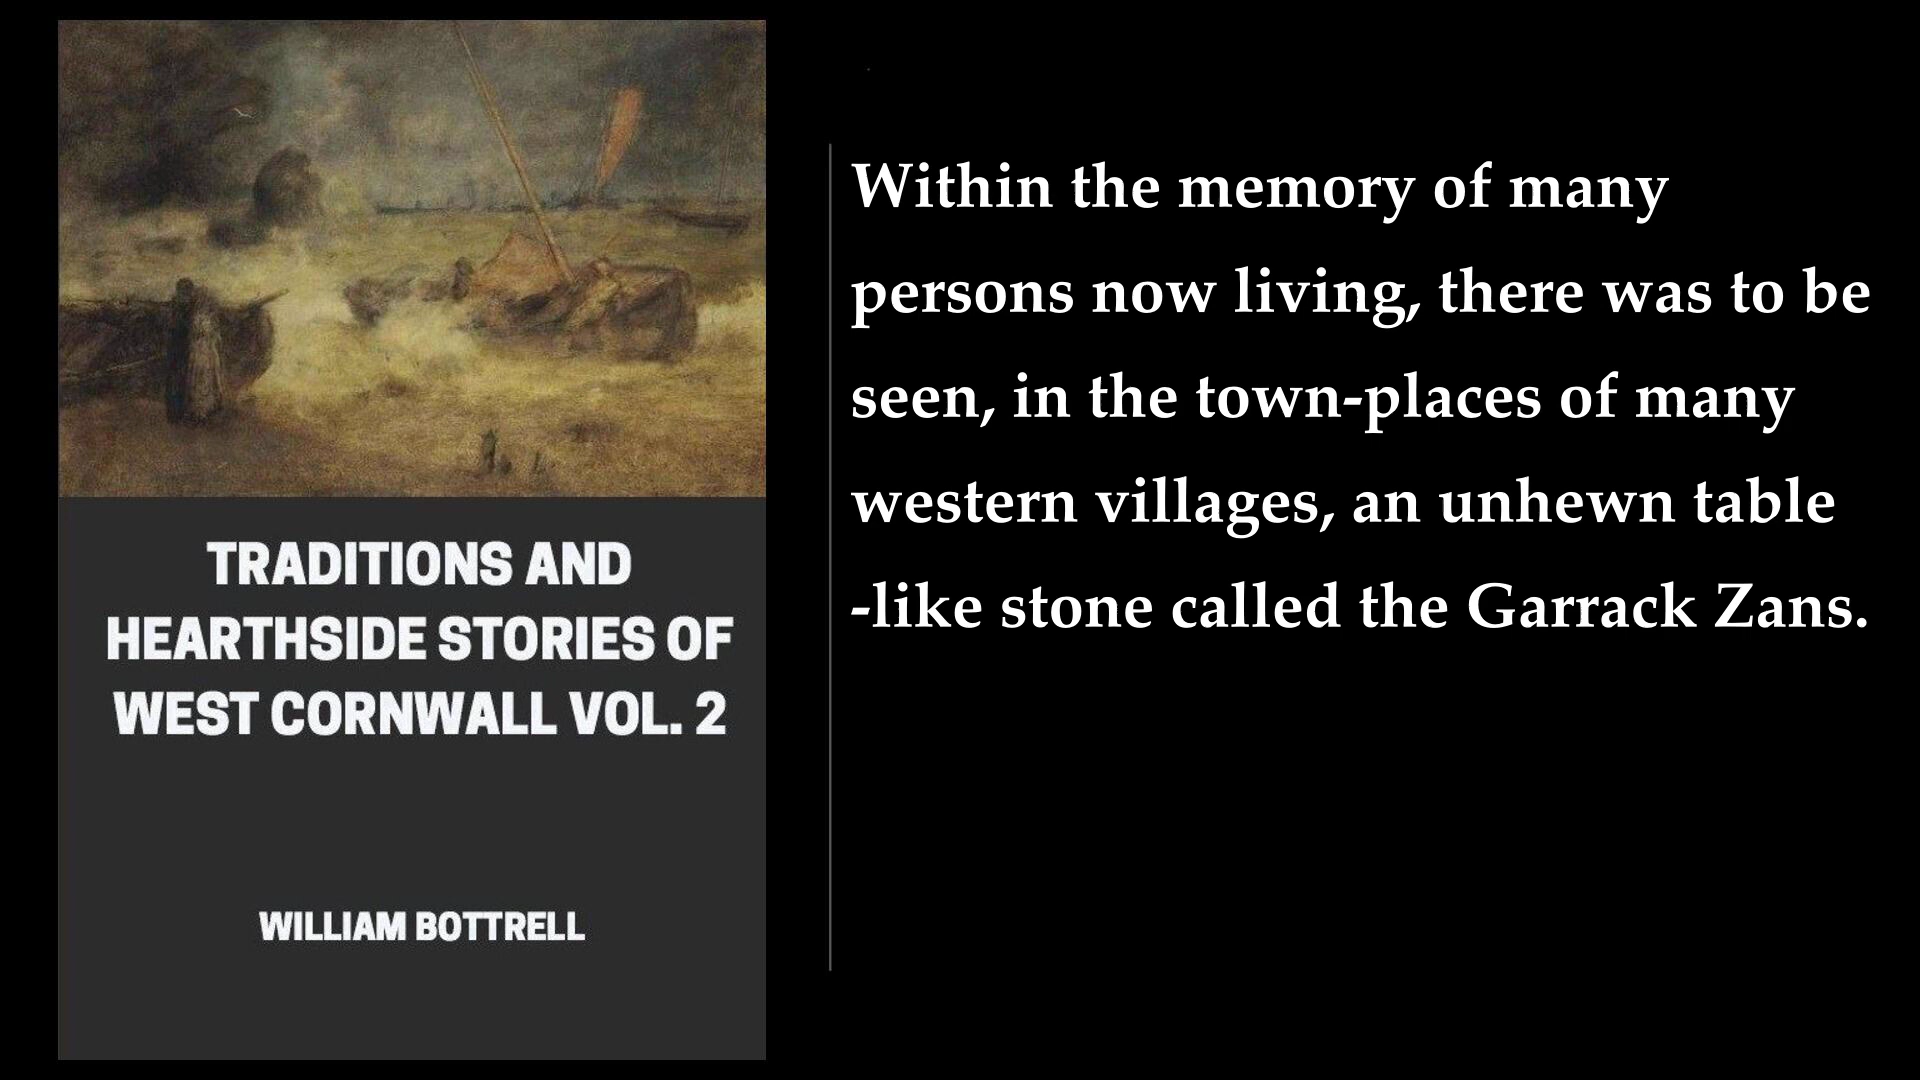 TRADITIONS AND
HEARTHSIDE STORIES OF
WEST CORNWALL VOL. 2
WILLIAM BOTTRELL
Within the memory of many
persons now living, there was to be
seen, in the town-places of many
western villages, an unhewn table
-like stone called the Garrack Zans.